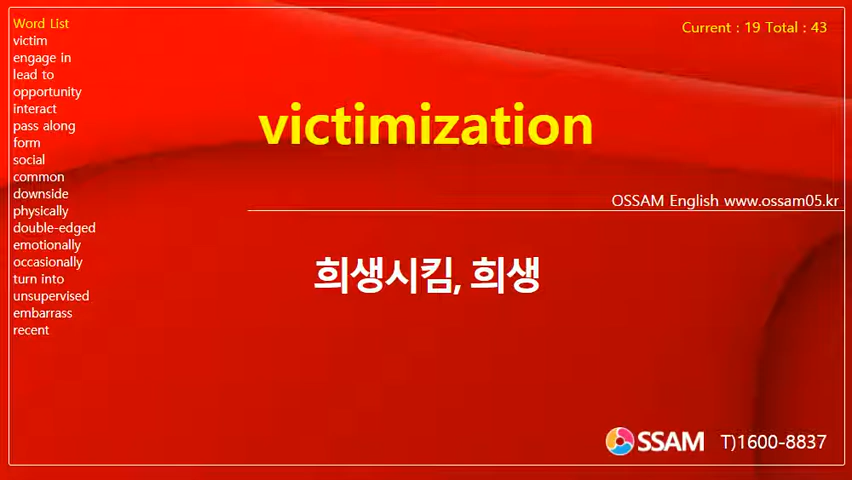 Word List
victim
engage in
lead to
opportunity
interact
pass along
form
social
common
downside
physically
double-edged
emotionally
occasionally
turn into
unsupervised
embarrass
recent
Current : 19 Total : 43
victimization
OSSAM English www.ossam05.kr
희생시킴, 희생
OSSAM T)1600-8837